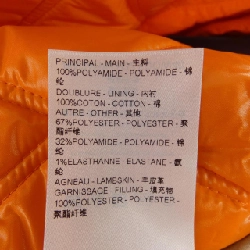 PRINCIPAL - MAIN - 主料
100%POLYAMIDE - POLYAMIDE - 锦
纶
DOUBLURE - LINING - 内衬
100%COTTON - COTTON - 棉
AUTRE - OTHER - 其他
67%POLYESTER - POLYESTER - 聚
酯纤维
32%POLYAMIDE - POLYAMIDE - 锦
纶
1%ELASTHANNE - ELASTANE - 氨
纶
AGNEAU - LAMBSKIN - 羊皮
GARNISSAGE - FILLING - 填充物
100%POLYESTER - POLYESTER -
聚酯纤维